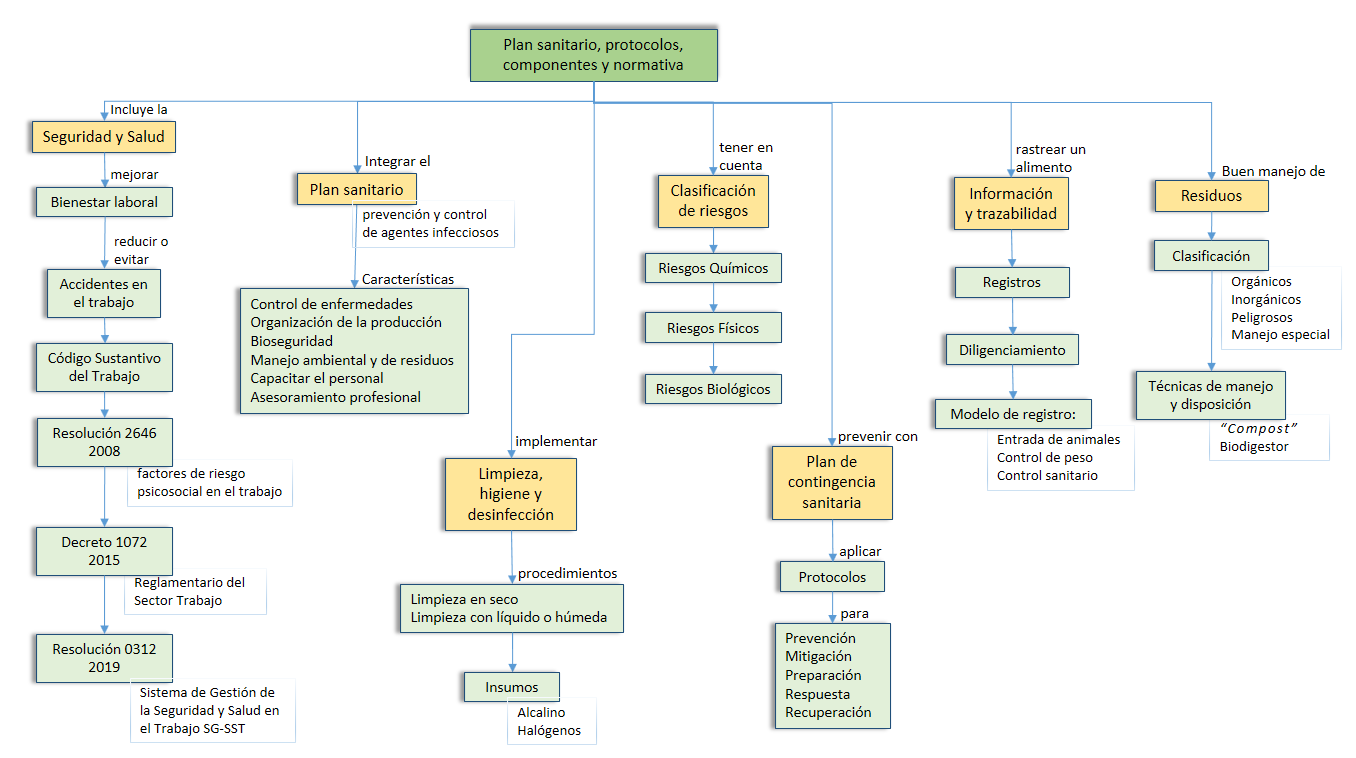 Plan sanitario, protocolos,
componentes y normativa
Incluye la
Seguridad y Salud
mejorar
Bienestar laboral
reducir o
evitar
Accidentes en
el trabajo
Código Sustantivo
del Trabajo
Resolución 2646
2008
factores de riesgo
psicosocial en el trabajo
Decreto 1072
2015
Reglamentario del
Sector Trabajo
Resolución 0312
2019
Sistema de Gestión de
la Seguridad y Salud en
el Trabajo SG-SST
Integrar el
Plan sanitario
prevención y control
de agentes infecciosos
Características
Control de enfermedades
Organización de la producción
Bioseguridad
Manejo ambiental y de residuos
Capacitar el personal
Asesoramiento profesional
implementar
Limpieza,
higiene y
desinfección
procedimientos
Limpieza en seco
Limpieza con líquido o húmeda
Insumos
Alcalino
Halógenos
tener en
cuenta
Clasificación
de riesgos
Riesgos Químicos
Riesgos Físicos
Riesgos Biológicos
prevenir con
Plan de
contingencia
sanitaria
aplicar
Protocolos
para
Prevención
Mitigación
Preparación
Respuesta
Recuperación
rastrear un
alimento
Información
y trazabilidad
Registros
Diligenciamiento
Modelo de registro:
Entrada de animales
Control de peso
Control sanitario
Buen manejo de
Residuos
Clasificación
Orgánicos
Inorgánicos
Peligrosos
Manejo especial
Técnicas de manejo
y disposición
“Compost”
Biodigestor